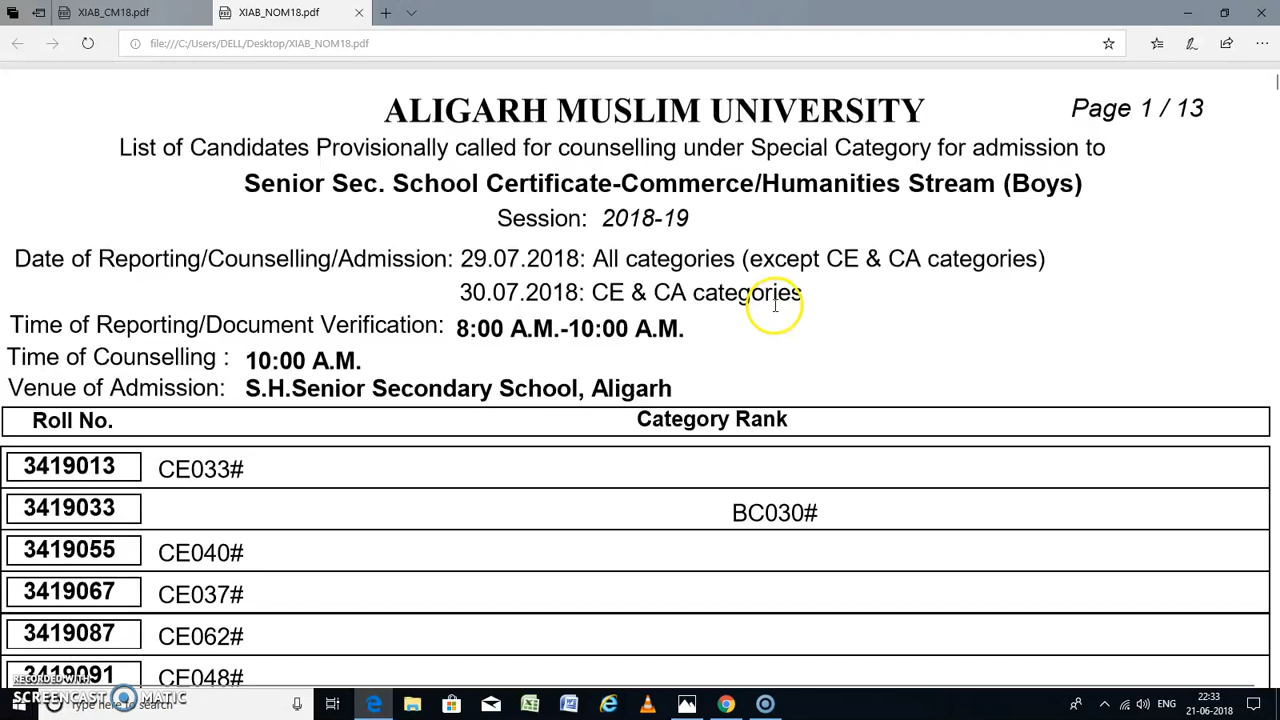 XIAB_CM18.pdf
XIAB_NOM18.pdf
file:///C:/Users/DELL/Desktop/XIAB_NOM18.pdf
ALIGARH MUSLIM UNIVERSITY
Page 1 / 13
List of Candidates Provisionally called for counselling under Special Category for admission to
Senior Sec. School Certificate-Commerce/Humanities Stream (Boys)
Session: 2018-19
Date of Reporting/Counselling/Admission: 29.07.2018: All categories (except CE & CA categories)
30.07.2018: CE & CA categories
Time of Reporting/Document Verification: 8:00 A.M.-10:00 A.M.
Time of Counselling : 10:00 A.M.
Venue of Admission: S.H.Senior Secondary School, Aligarh
Roll No. Category Rank
3419013 CE033#
3419033 BC030#
3419055 CE040#
3419067 CE037#
3419087 CE062#
3419091 CE048#
RECORDED WITH
SCREENCAST MATIC
Type here to search
ENG
22:33
21-06-2018